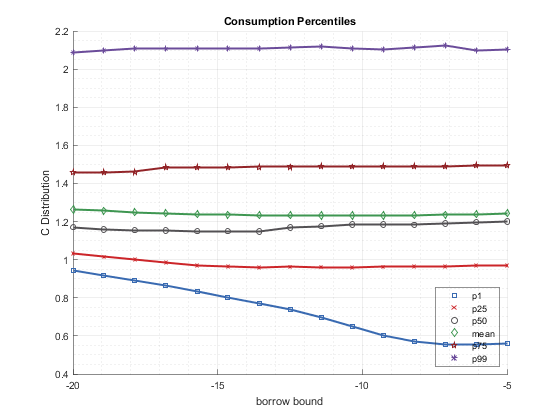 Consumption Percentiles
2.2
2
1.8
1.6
1.4
1.2
1
0.8
0.6
0.4
C Distribution
-20
-15
-10
-5
borrow bound
p1
p25
p50
mean
p75
p99